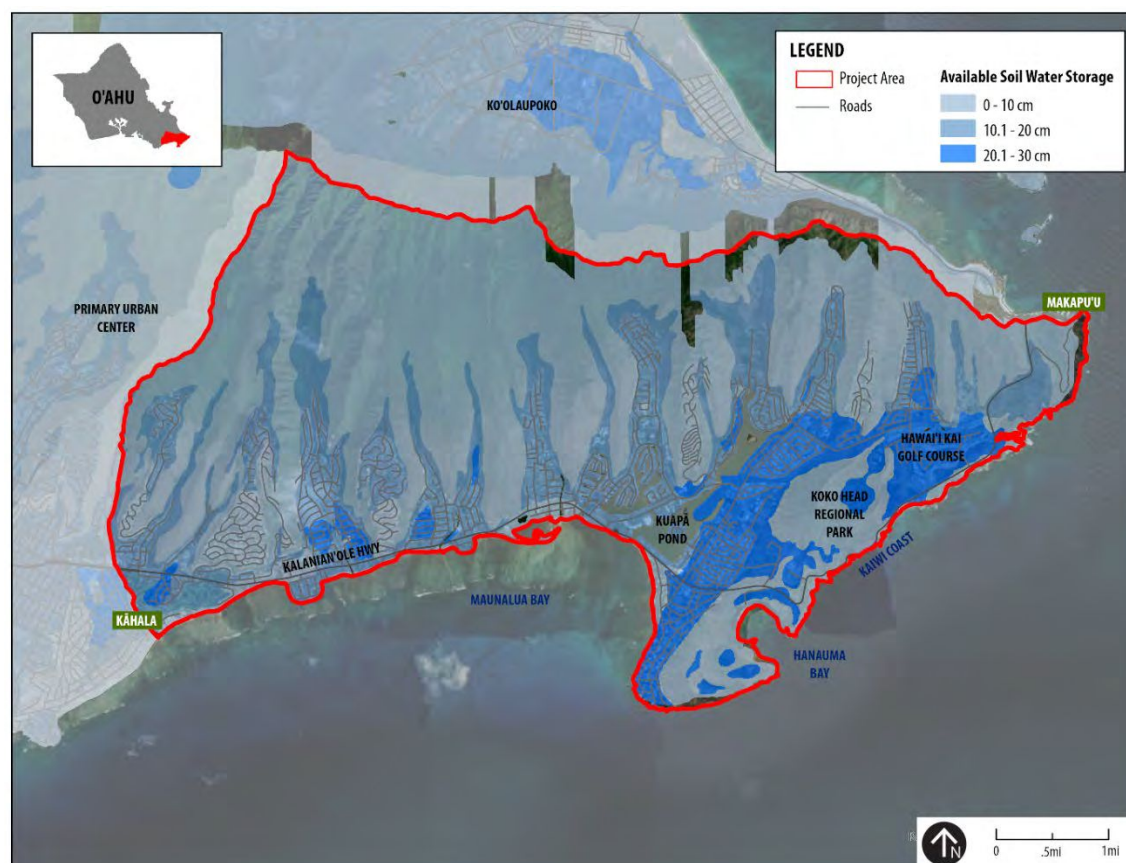 O'AHU
LEGEND
Project Area
Roads
Available Soil Water Storage
0 - 10 cm
10.1 - 20 cm
20.1 - 30 cm
KO'OLAUPOKO
PRIMARY URBAN
CENTER
MAKAPU'U
HAWAI'I KAI
GOLF COURSE
KOKO HEAD
REGIONAL
PARK
KUAPĀ
POND
KALANIAN'OLE HWY
KAIWI COAST
MAUNALUA BAY
KĀHALA
HANAUMA
BAY
N
0 .5mi 1mi